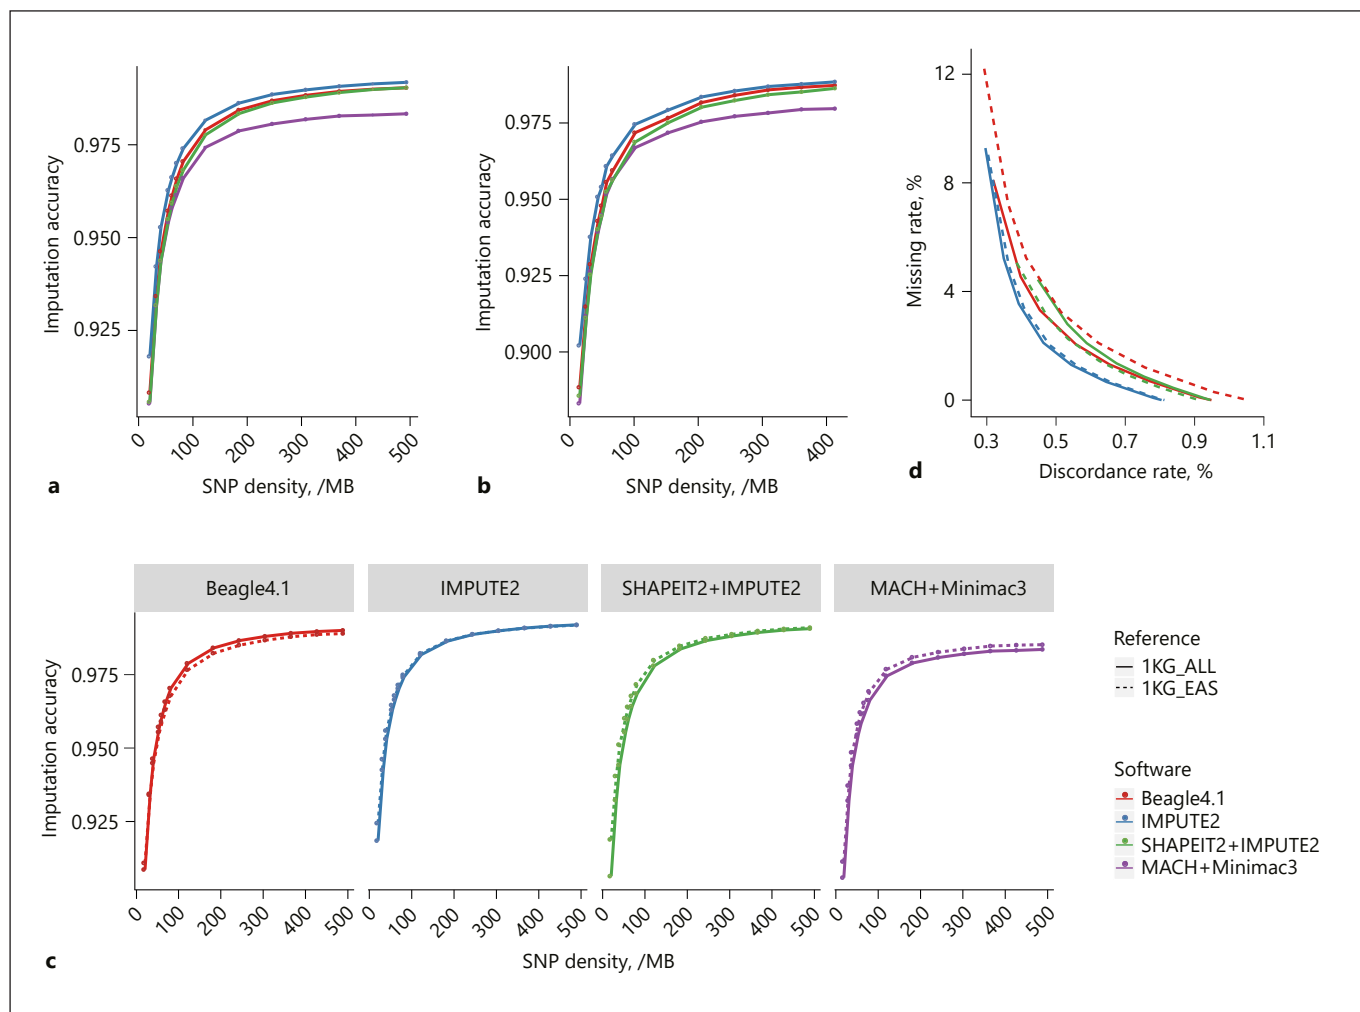 0.975
0.950
0.925
Imputation accuracy
0
100
200
300
400
500
SNP density, /MB
a
0.975
0.950
0.925
0.900
Imputation accuracy
0
100
200
300
400
SNP density, /MB
b
12
8
4
0
Missing rate, %
0.3
0.5
0.7
0.9
1.1
Discordance rate, %
d
Beagle4.1
IMPUTE2
SHAPEIT2+IMPUTE2
MACH+Minimac3
0.975
0.950
0.925
Imputation accuracy
0
100
200
300
400
500
0
100
200
300
400
500
0
100
200
300
400
500
0
100
200
300
400
500
SNP density, /MB
c
Reference
1KG_ALL
1KG_EAS
Software
Beagle4.1
IMPUTE2
SHAPEIT2+IMPUTE2
MACH+Minimac3